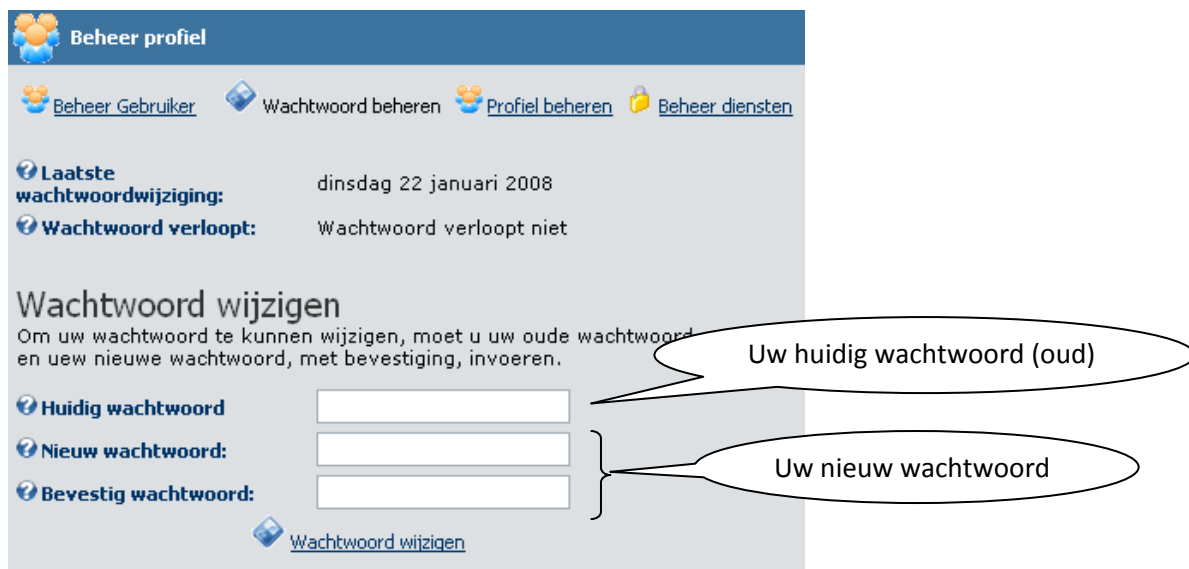 Beheer profiel
Beheer Gebruiker Wachtwoord beheren Profiel beheren Beheer diensten
Laatste
wachtwoordwijziging:
dinsdag 22 januari 2008
Wachtwoord verloopt: Wachtwoord verloopt niet
Wachtwoord wijzigen
Om uw wachtwoord te kunnen wijzigen, moet u uw oude wachtwoord
en uew nieuwe wachtwoord, met bevestiging, invoeren.
Uw huidig wachtwoord (oud)
Huidig wachtwoord
Nieuw wachtwoord:
Uw nieuw wachtwoord
Bevestig wachtwoord:
Wachtwoord wijzigen